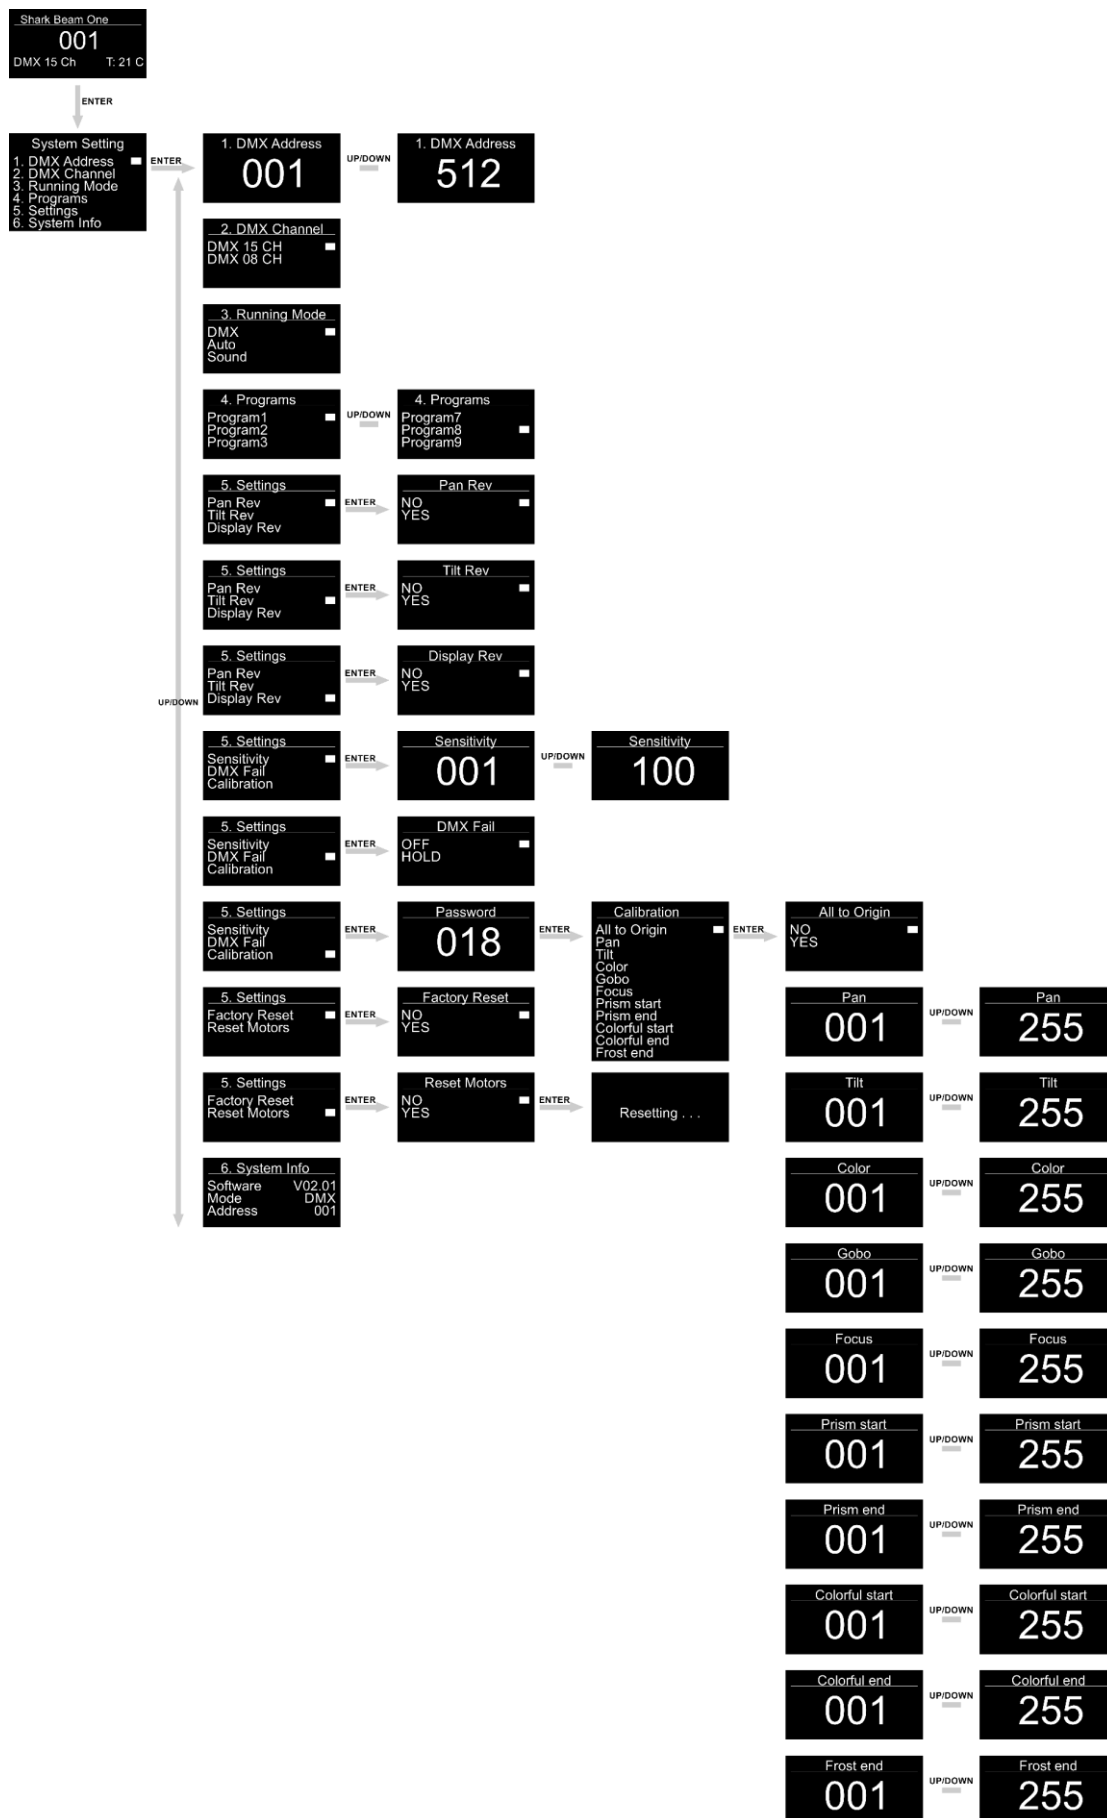 Shark Beam One
001
DMX 15 Ch T: 21 C
ENTER
System Setting
1. DMX Address
2. DMX Channel
3. Running Mode
4. Programs
5. Settings
6. System Info
ENTER
UP/DOWN
1. DMX Address
001
UP/DOWN
1. DMX Address
512
2. DMX Channel
DMX 15 CH
DMX 08 CH
3. Running Mode
DMX
Auto
Sound
4. Programs
Program1
Program2
Program3
UP/DOWN
4. Programs
Program7
Program8
Program9
5. Settings
Pan Rev
Tilt Rev
Display Rev
ENTER
Pan Rev
NO
YES
5. Settings
Pan Rev
Tilt Rev
Display Rev
ENTER
Tilt Rev
NO
YES
5. Settings
Pan Rev
Tilt Rev
Display Rev
ENTER
Display Rev
NO
YES
5. Settings
Sensitivity
DMX Fail
Calibration
ENTER
Sensitivity
001
UP/DOWN
Sensitivity
100
5. Settings
Sensitivity
DMX Fail
Calibration
ENTER
DMX Fail
OFF
HOLD
5. Settings
Sensitivity
DMX Fail
Calibration
ENTER
Password
018
ENTER
Calibration
All to Origin
Pan
Tilt
Color
Gobo
Focus
Prism start
Prism end
Colorful start
Colorful end
Frost end
ENTER
All to Origin
NO
YES
5. Settings
Factory Reset
Reset Motors
ENTER
Factory Reset
NO
YES
5. Settings
Factory Reset
Reset Motors
ENTER
Reset Motors
NO
YES
ENTER
Resetting . . .
6. System Info
Software V02.01
Mode DMX
Address 001
Pan
001
UP/DOWN
Pan
255
Tilt
001
UP/DOWN
Tilt
255
Color
001
UP/DOWN
Color
255
Gobo
001
UP/DOWN
Gobo
255
Focus
001
UP/DOWN
Focus
255
Prism start
001
UP/DOWN
Prism start
255
Prism end
001
UP/DOWN
Prism end
255
Colorful start
001
UP/DOWN
Colorful start
255
Colorful end
001
UP/DOWN
Colorful end
255
Frost end
001
UP/DOWN
Frost end
255